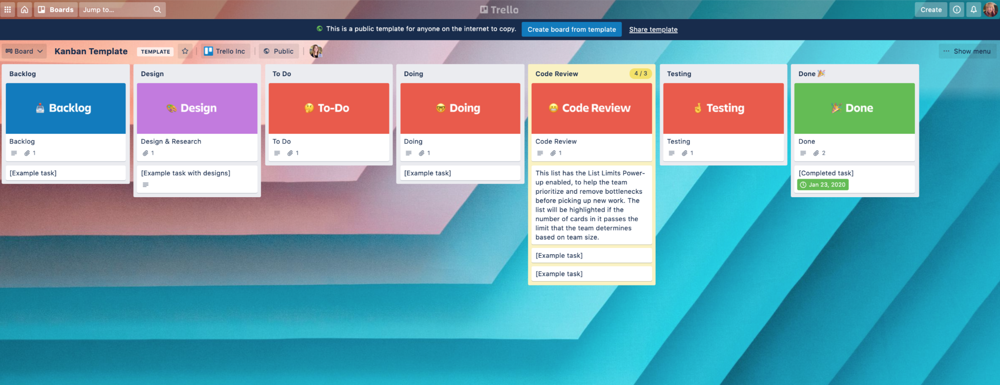 Boards
Jump to...
Trello
Create
This is a public template for anyone on the internet to copy.
Create board from template
Share template
Board
Kanban Template
TEMPLATE
Trello Inc
Public
··· Show menu
Backlog
Backlog
Backlog
1
[Example task]
Design
Design
Design & Research
1
[Example task with designs]
To Do
To-Do
To Do
1
Doing
Doing
Doing
1
[Example task]
Code Review
4 / 3
Code Review
Code Review
1
This list has the List Limits Power-
up enabled, to help the team
prioritize and remove bottlenecks
before picking up new work. The
list will be highlighted if the
number of cards in it passes the
limit that the team determines
based on team size.
[Example task]
[Example task]
Testing
Testing
Testing
1
Done 🎉
Done
Done
2
[Completed task]
Jan 23, 2020